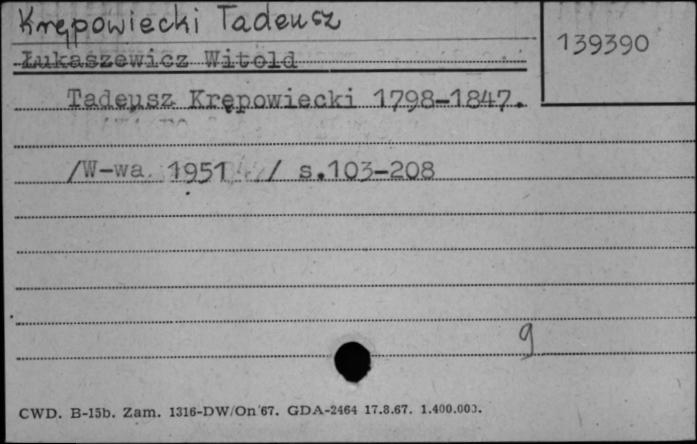 Krępowiecki Tadeusz
139390
Łukaszewicz Witold
Tadeusz Krępowiecki 1798-1847.
/W-wa 1951 / s.103-208
9
CWD. B-15b. Zam. 1316-DW/On 67. GDA-2464 17.8.67. 1.400.000.